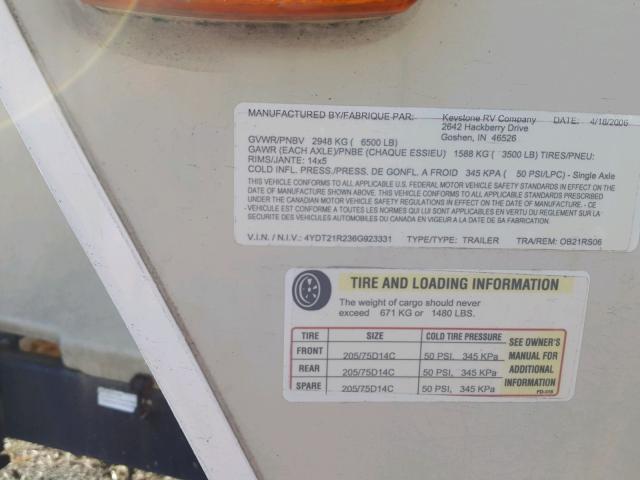 MANUFACTURED BY/FABRIQUE PAR: Keystone RV Company DATE: 4/18/2006
2642 Hackberry Drive
Goshen, IN 46526
GVWR/PNBV 2948 KG ( 6500 LB)
GAWR (EACH AXLE)/PNBE (CHAQUE ESSIEU) 1588 KG ( 3500 LB) TIRES/PNEU:
RIMS/JANTE: 14x5
COLD INFL. PRESS./PRESS. DE GONFL. A FROID 345 KPA ( 50 PSI/LPC) - Single Axle
THIS VEHICLE CONFORMS TO ALL APPLICABLE U.S. FEDERAL MOTOR VEHICLE SAFETY STANDARDS IN EFFECT ON
THE DATE OF MANUFACTURE SHOWN ABOVE. THIS VEHICLE CONFORMS TO ALL APPLICABLE STANDARDS PRESCRIBED
UNDER THE CANADIAN MOTOR VEHICLE SAFETY REGULATIONS IN EFFECT ON THE DATE OF MANUFACTURE. - CE
VEHICULE EST CONFORME A TOUTES LES NORMES QUI LUI SONT APPLICABLES EN VERTU DU REGLEMENT SUR LA
SECURITE DES VEHICULES AUTOMOBILES DU CANADA EN VIGUEUR A LA DATE DE SA FABRICATION.
V.I.N. / N.I.V.: 4YDT21R236G923331 TYPE/TYPE: TRAILER TRA/REM: OB21RS06
TIRE AND LOADING INFORMATION
The weight of cargo should never
exceed 671 KG or 1480 LBS.
TIRE SIZE COLD TIRE PRESSURE SEE OWNER'S
FRONT 205/75D14C 50 PSI, 345 KPa MANUAL FOR
REAR 205/75D14C 50 PSI, 345 KPa ADDITIONAL
SPARE 205/75D14C 50 PSI, 345 KPa INFORMATION